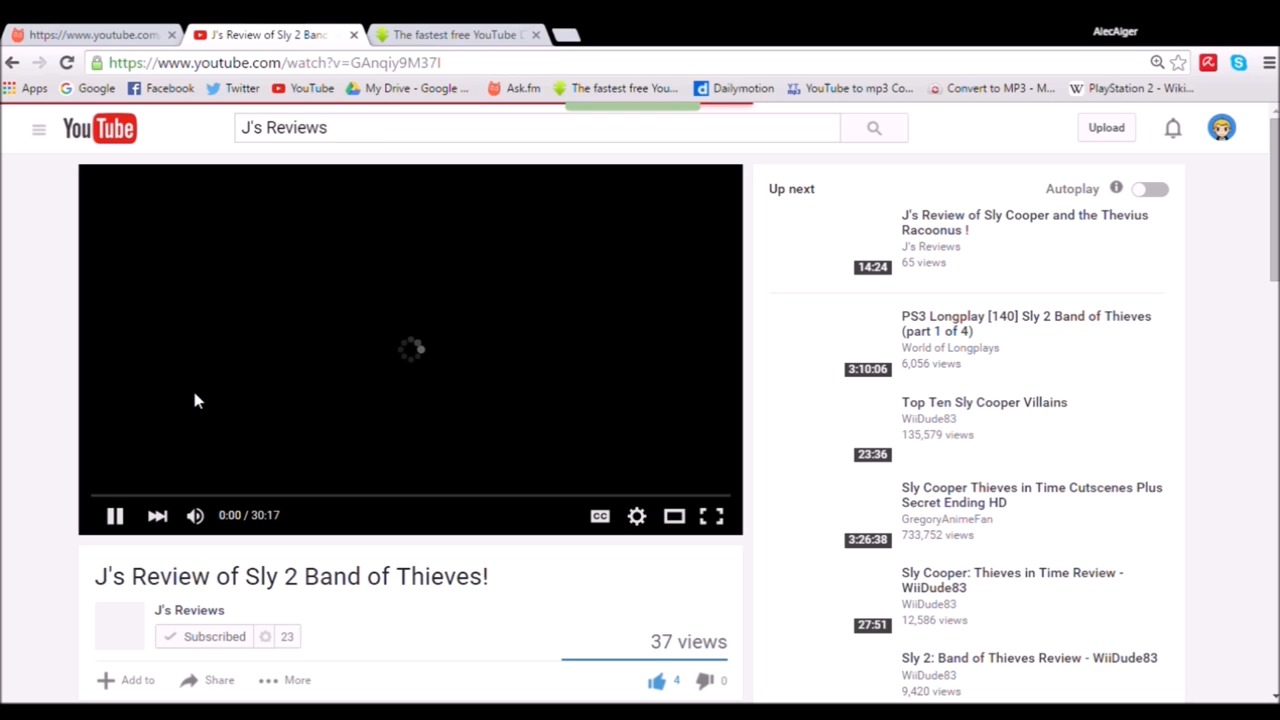 AlecAlger
https://www.youtube.com
J's Review of Sly 2 Band
The fastest free YouTube D
https://www.youtube.com/watch?v=GAnqiy9M37I
Apps Google Facebook Twitter YouTube My Drive - Google ... Ask.fm The fastest free You... Dailymotion YouTube to mp3 Co... Convert to MP3 - M... PlayStation 2 - Wiki...
YouTube
J's Reviews
Upload
Up next
Autoplay
J's Review of Sly Cooper and the Thevius
Racoonus !
J's Reviews
65 views
14:24
PS3 Longplay [140] Sly 2 Band of Thieves
(part 1 of 4)
World of Longplays
6,056 views
3:10:06
Top Ten Sly Cooper Villains
WiiDude83
135,579 views
23:36
Sly Cooper Thieves in Time Cutscenes Plus
Secret Ending HD
GregoryAnimeFan
733,752 views
3:26:38
Sly Cooper: Thieves in Time Review -
WiiDude83
WiiDude83
12,586 views
27:51
Sly 2: Band of Thieves Review - WiiDude83
WiiDude83
9,420 views
0:00 / 30:17
CC
J's Review of Sly 2 Band of Thieves!
J's Reviews
Subscribed 23
37 views
Add to Share More
4 0